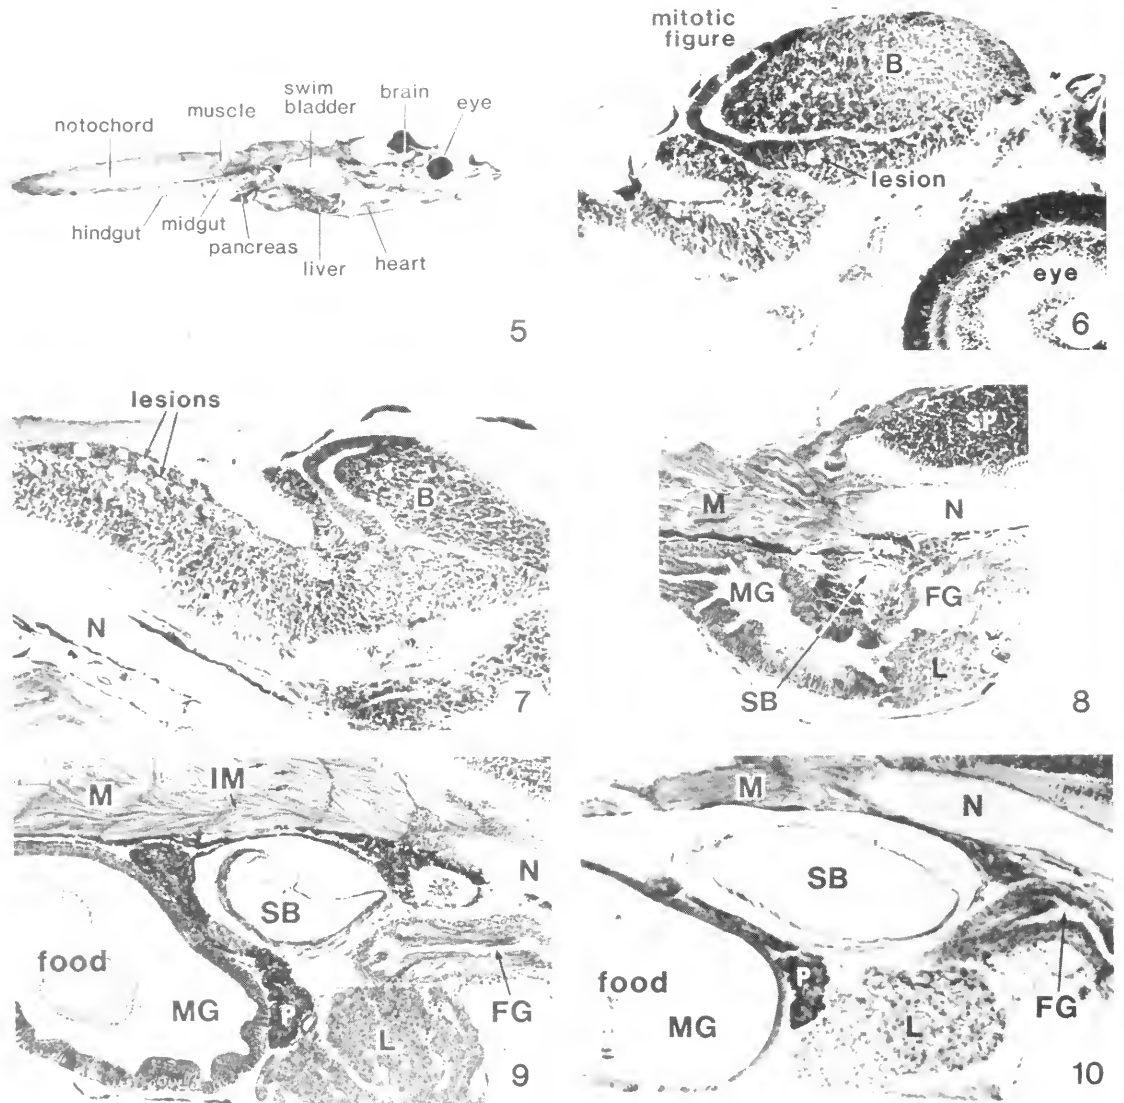 notochord
muscle
swim
bladder
brain
eye
hindgut
midgut
pancreas
liver
heart
5
mitotic
figure
B
lesion
eye
6
lesions
B
N
7
SP
M
N
MG
FG
L
SB
8
M
IM
N
SB
food
MG
P
L
FG
9
M
N
SB
food
MG
P
L
FG
10